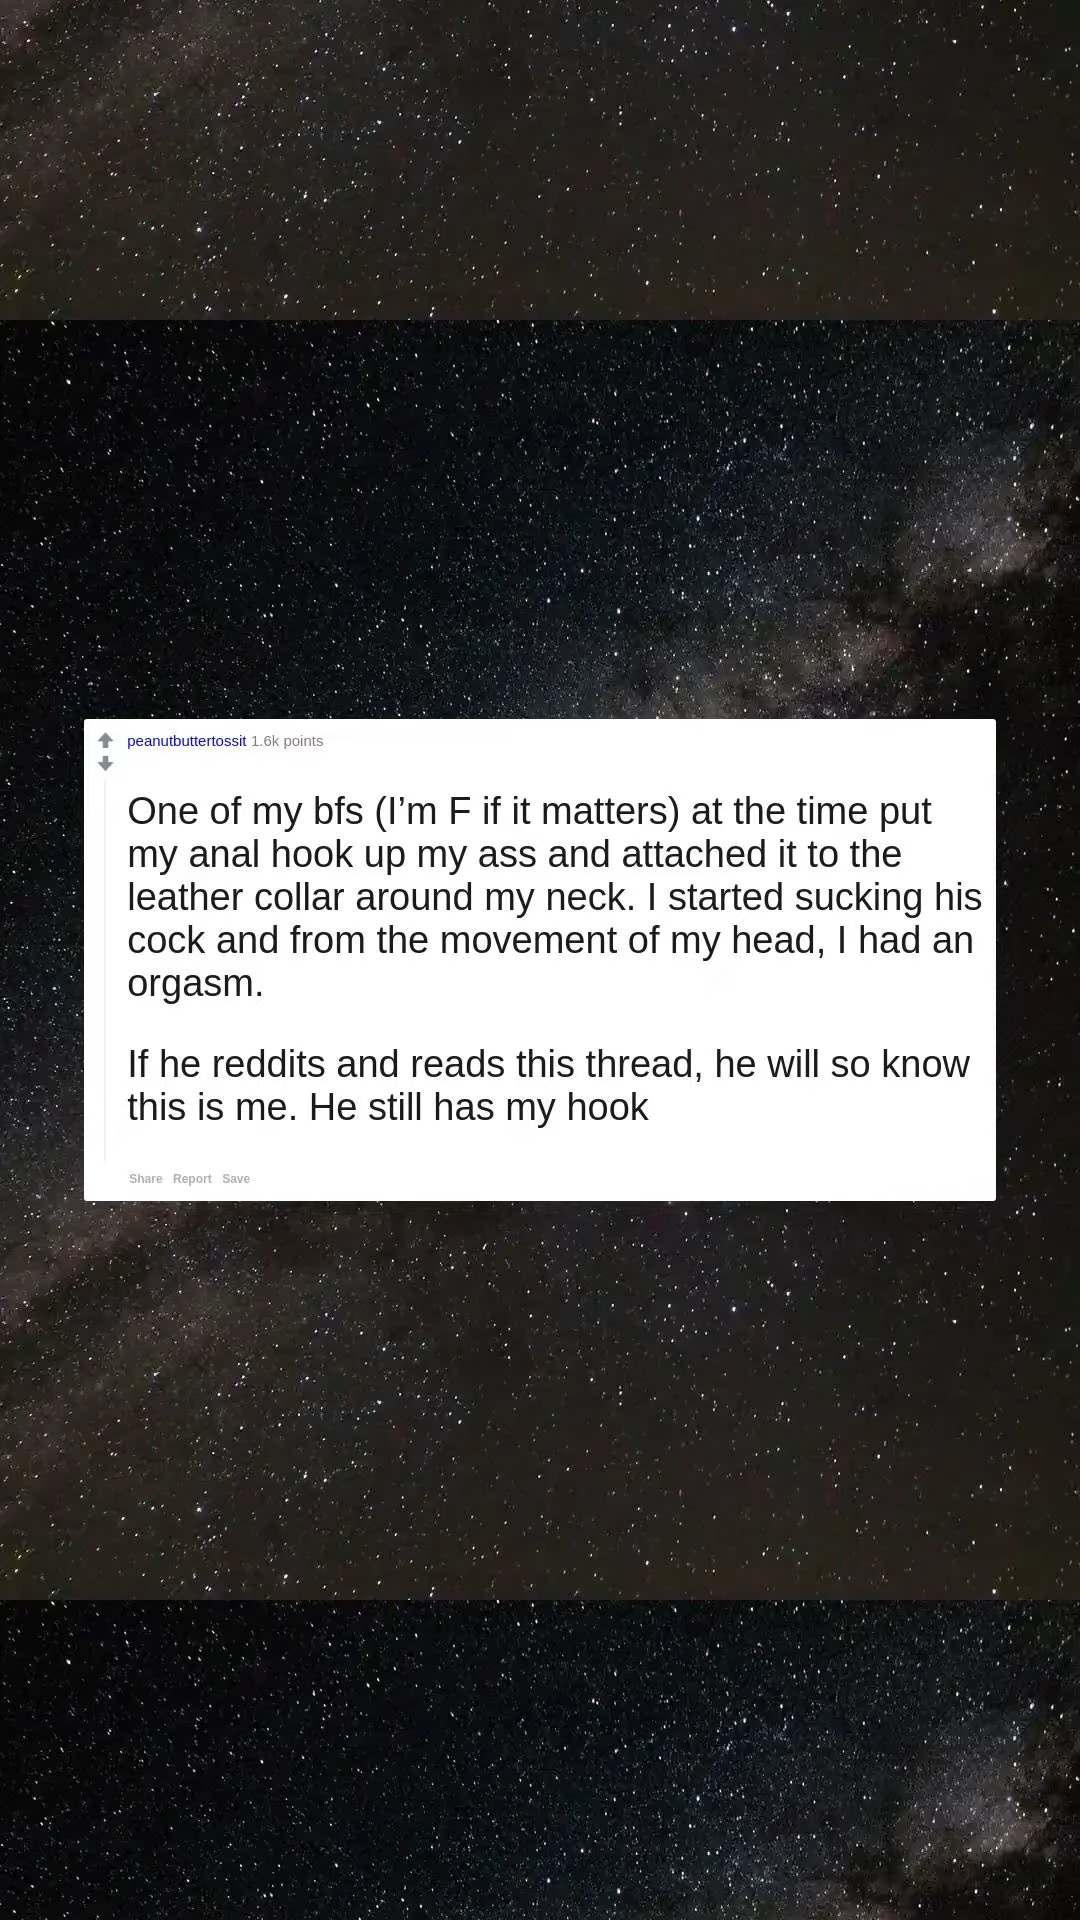 peanutbuttertossit 1.6k points
One of my bfs (I’m F if it matters) at the time put
my anal hook up my ass and attached it to the
leather collar around my neck. I started sucking his
cock and from the movement of my head, I had an
orgasm.
If he reddits and reads this thread, he will so know
this is me. He still has my hook
Share Report Save